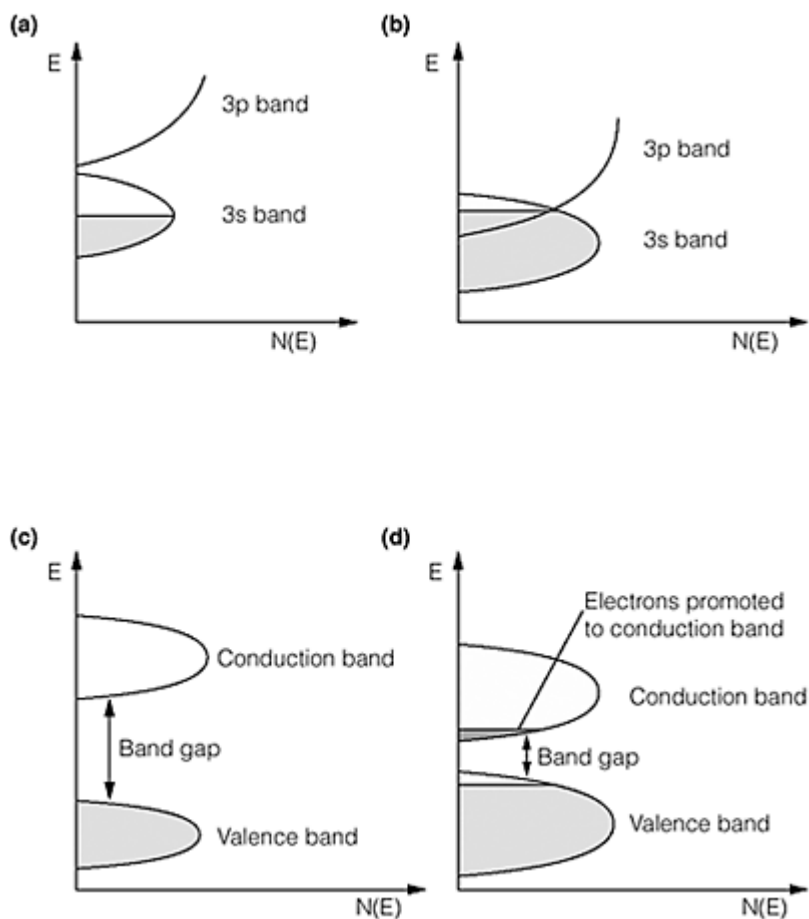 (a)
E
3p band
3s band
N(E)
(b)
E
3p band
3s band
N(E)
(c)
E
Conduction band
Band gap
Valence band
N(E)
(d)
E
Electrons promoted
to conduction band
Conduction band
Band gap
Valence band
N(E)